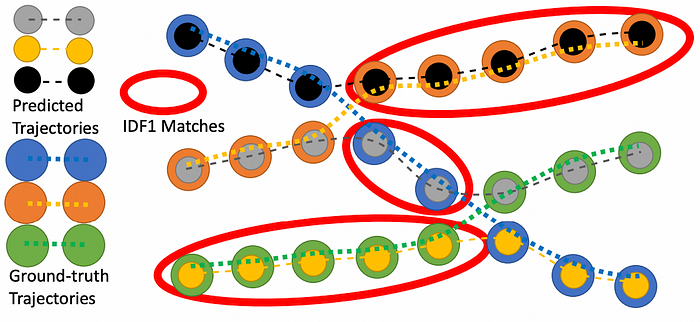 Predicted
Trajectories
IDF1 Matches
Ground-truth
Trajectories